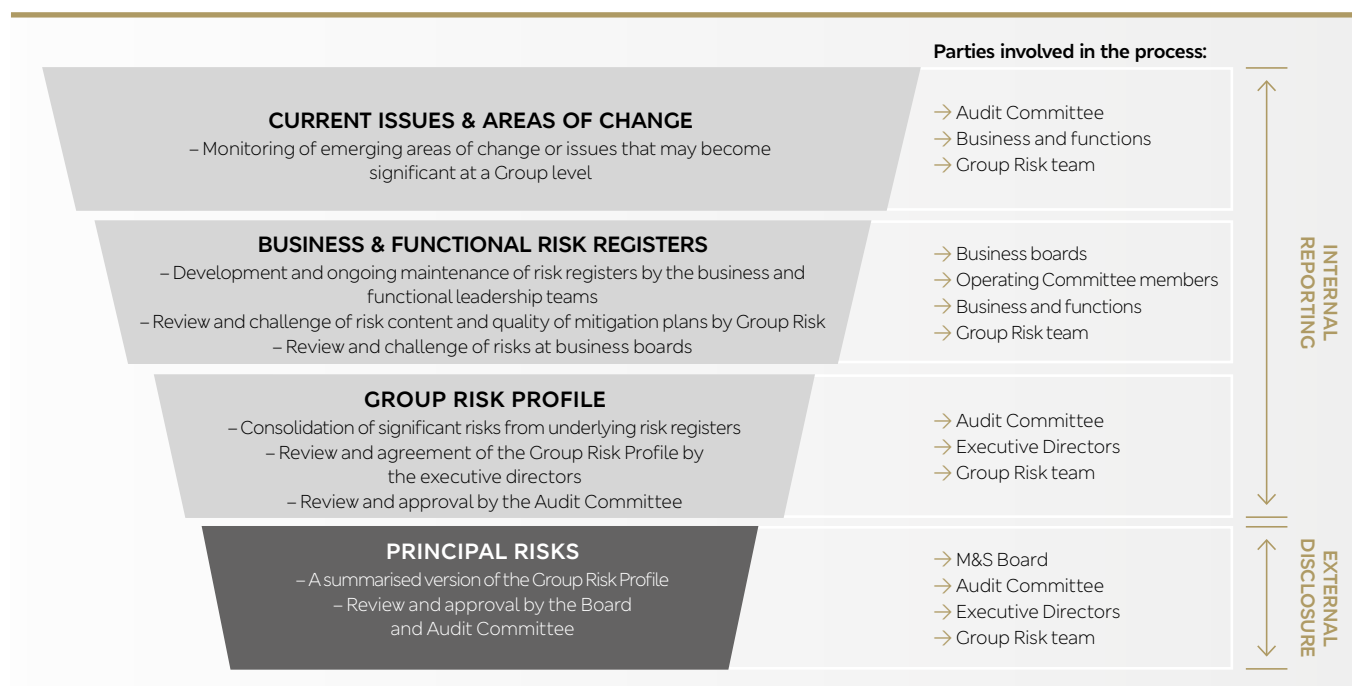 Parties involved in the process:
CURRENT ISSUES & AREAS OF CHANGE
– Monitoring of emerging areas of change or issues that may become
significant at a Group level
→ Audit Committee
→ Business and functions
→ Group Risk team
BUSINESS & FUNCTIONAL RISK REGISTERS
– Development and ongoing maintenance of risk registers by the business and
functional leadership teams
– Review and challenge of risk content and quality of mitigation plans by Group Risk
– Review and challenge of risks at business boards
→ Business boards
→ Operating Committee members
→ Business and functions
→ Group Risk team
GROUP RISK PROFILE
– Consolidation of significant risks from underlying risk registers
– Review and agreement of the Group Risk Profile by
the executive directors
– Review and approval by the Audit Committee
→ Audit Committee
→ Executive Directors
→ Group Risk team
INTERNAL
REPORTING
PRINCIPAL RISKS
– A summarised version of the Group Risk Profile
– Review and approval by the Board
and Audit Committee
→ M&S Board
→ Audit Committee
→ Executive Directors
→ Group Risk team
EXTERNAL
DISCLOSURE